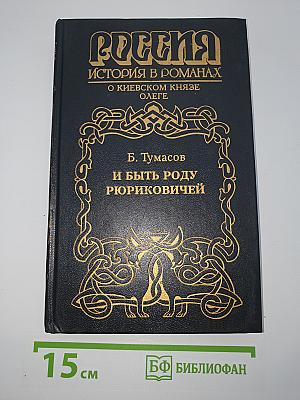 РОССИЯ
ИСТОРИЯ В РОМАНАХ
О КИЕВСКОМ КНЯЗЕ
ОЛЕГЕ
Б. Тумасов
И БЫТЬ РОДУ
РЮРИКОВИЧЕЙ
15 см
БФ БИБЛИОФАН